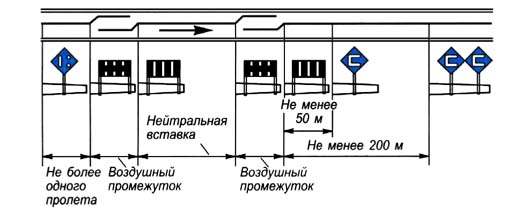 Не менее
50 м
Нейтральная
вставка
Не менее 200 м
Не более
одного
пролета
Воздушный
промежуток
Воздушный
промежуток